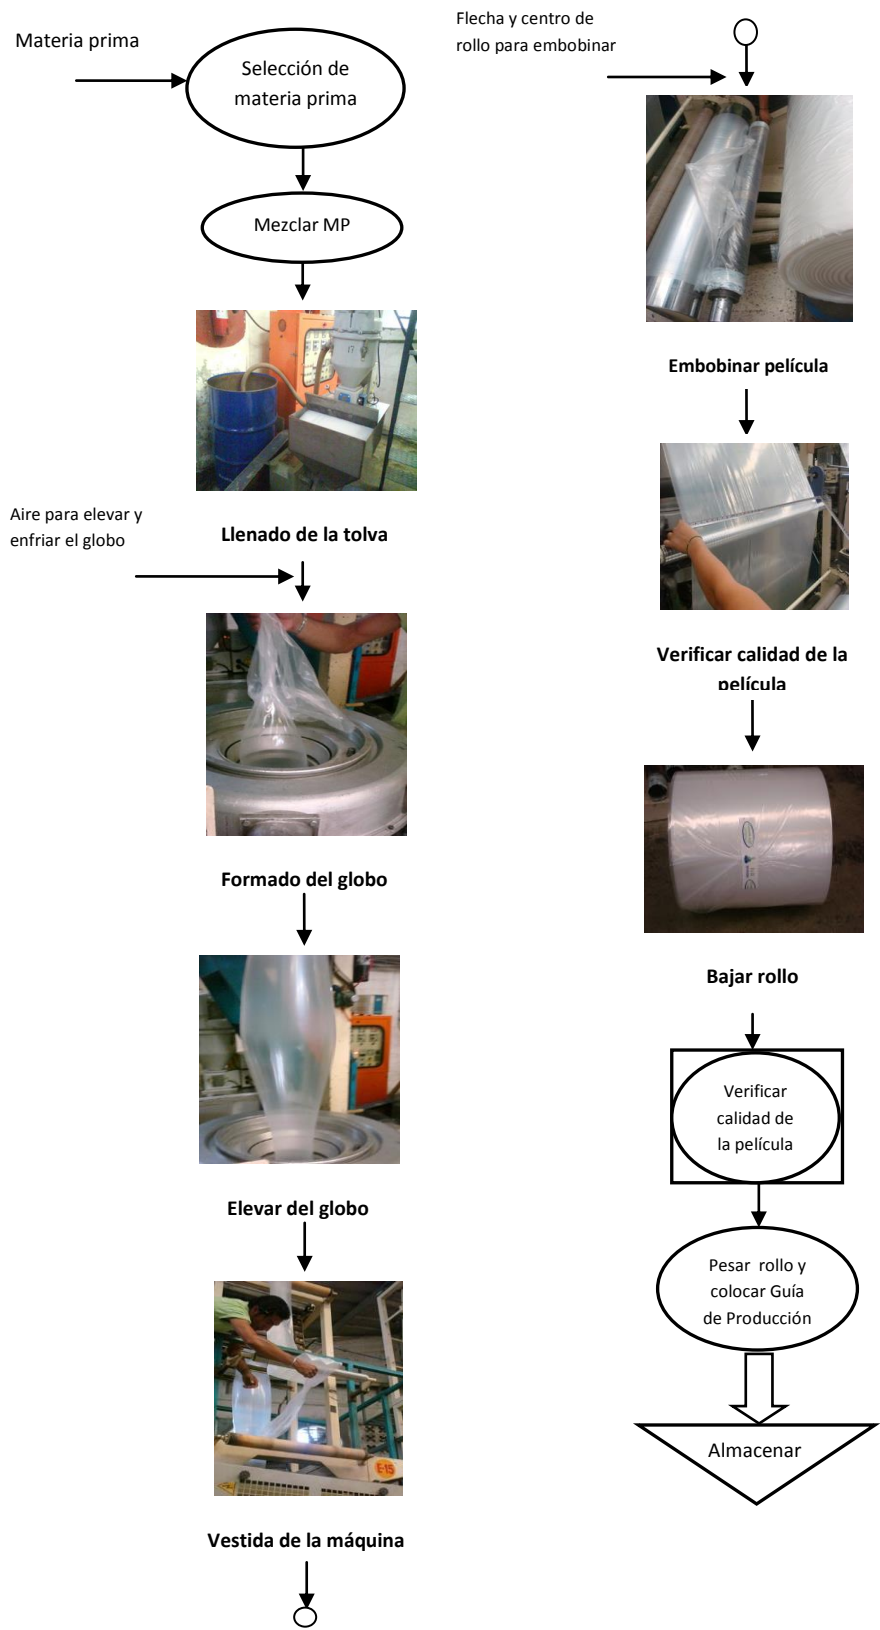 Materia prima
Selección de
materia prima
Mezclar MP
Llenado de la tolva
Aire para elevar y
enfriar el globo
Formado del globo
Elevar del globo
E-15
Vestida de la máquina
Flecha y centro de
rollo para embobinar
Embobinar película
Verificar calidad de la
película
Bajar rollo
Verificar
calidad de
la película
Pesar rollo y
colocar Guía
de Producción
Almacenar